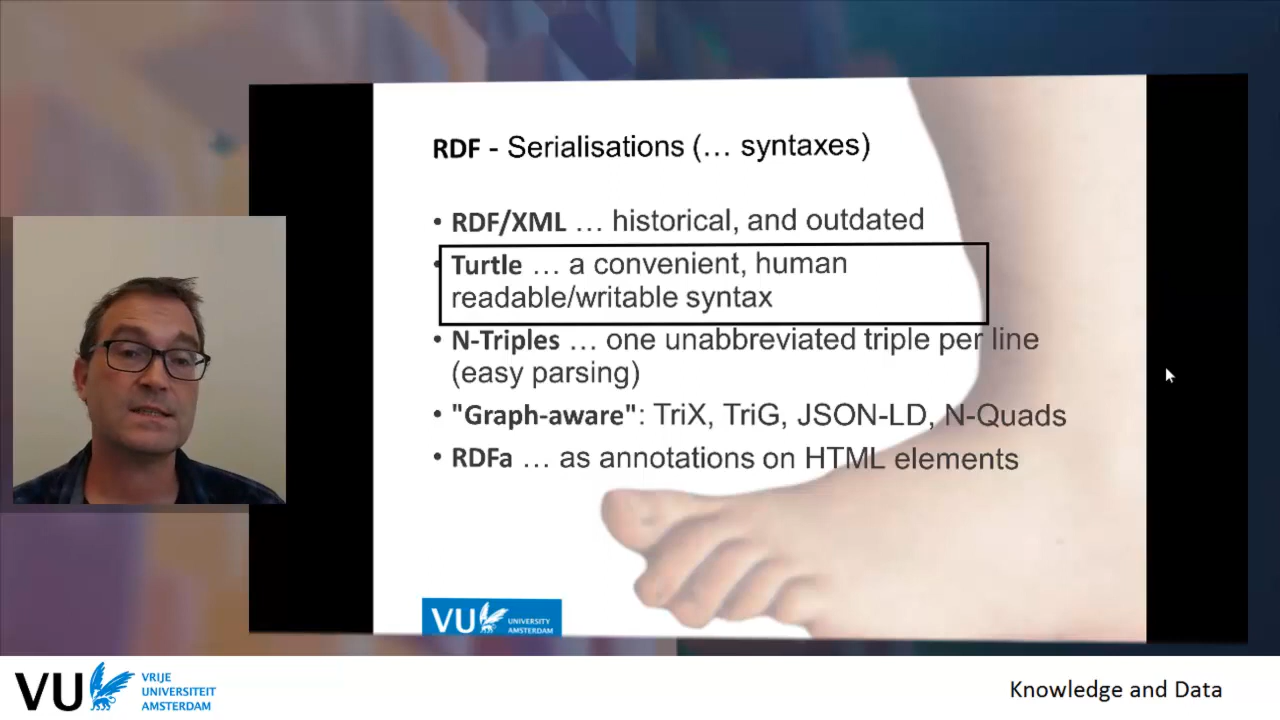 RDF - Serialisations (… syntaxes)
• RDF/XML … historical, and outdated
• Turtle … a convenient, human
readable/writable syntax
• N-Triples … one unabbreviated triple per line
(easy parsing)
• "Graph-aware": TriX, TriG, JSON-LD, N-Quads
• RDFa … as annotations on HTML elements
VU
UNIVERSITY
AMSTERDAM
VU
VRIJE
UNIVERSITEIT
AMSTERDAM
Knowledge and Data